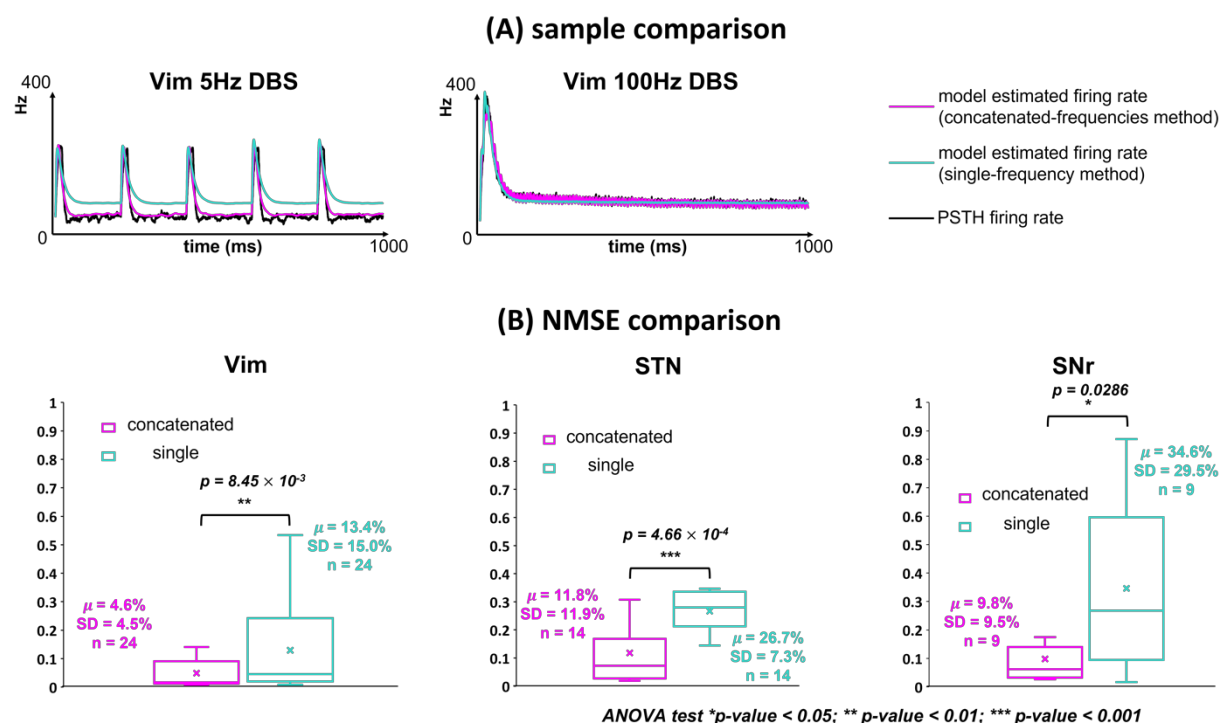 (A) sample comparison
Vim 5Hz DBS
400
Hz
0
time (ms)
1000
Vim 100Hz DBS
400
Hz
0
time (ms)
1000
model estimated firing rate
(concatenated-frequencies method)
model estimated firing rate
(single-frequency method)
PSTH firing rate
(B) NMSE comparison
Vim
1
0.9
0.8
0.7
0.6
0.5
0.4
0.3
0.2
0.1
0
concatenated
single
p = 8.45 × 10⁻³
**
μ = 4.6%
SD = 4.5%
n = 24
μ = 13.4%
SD = 15.0%
n = 24
STN
1
0.9
0.8
0.7
0.6
0.5
0.4
0.3
0.2
0.1
0
concatenated
single
p = 4.66 × 10⁻⁴
***
μ = 11.8%
SD = 11.9%
n = 14
μ = 26.7%
SD = 7.3%
n = 14
SNr
1
0.9
0.8
0.7
0.6
0.5
0.4
0.3
0.2
0.1
0
p = 0.0286
*
concatenated
single
μ = 9.8%
SD = 9.5%
n = 9
μ = 34.6%
SD = 29.5%
n = 9
ANOVA test *p-value < 0.05; ** p-value < 0.01; *** p-value < 0.001